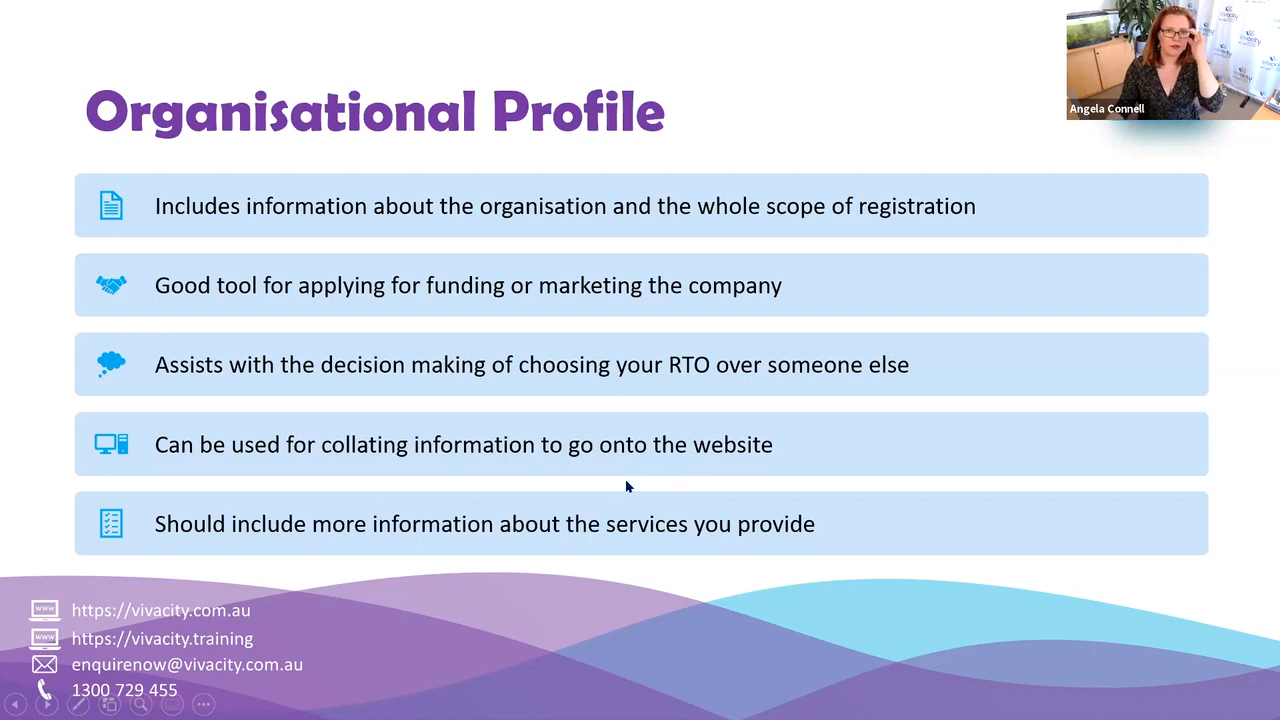 Organisational Profile
Angela Connell
Includes information about the organisation and the whole scope of registration
Good tool for applying for funding or marketing the company
Assists with the decision making of choosing your RTO over someone else
Can be used for collating information to go onto the website
Should include more information about the services you provide
https://vivacity.com.au
https://vivacity.training
enquirenow@vivacity.com.au
1300 729 455